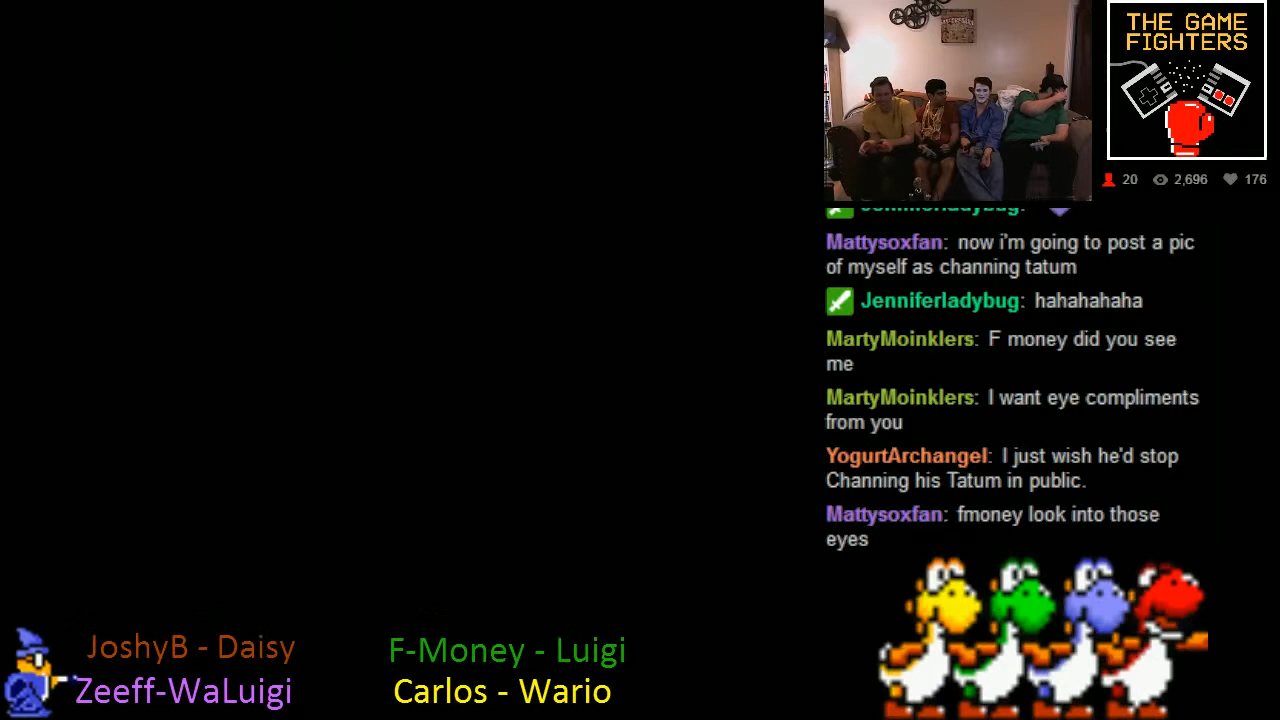 THE GAME
FIGHTERS
20 2,696 176
Jenniferladybug:
Mattysoxfan: now i'm going to post a pic
of myself as channing tatum
Jenniferladybug: hahahahaha
MartyMoinklers: F money did you see
me
MartyMoinklers: I want eye compliments
from you
YogurtArchangel: I just wish he'd stop
Channing his Tatum in public.
Mattysoxfan: fmoney look into those
eyes
JoshyB - Daisy
F-Money - Luigi
Zeeff-WaLuigi
Carlos - Wario